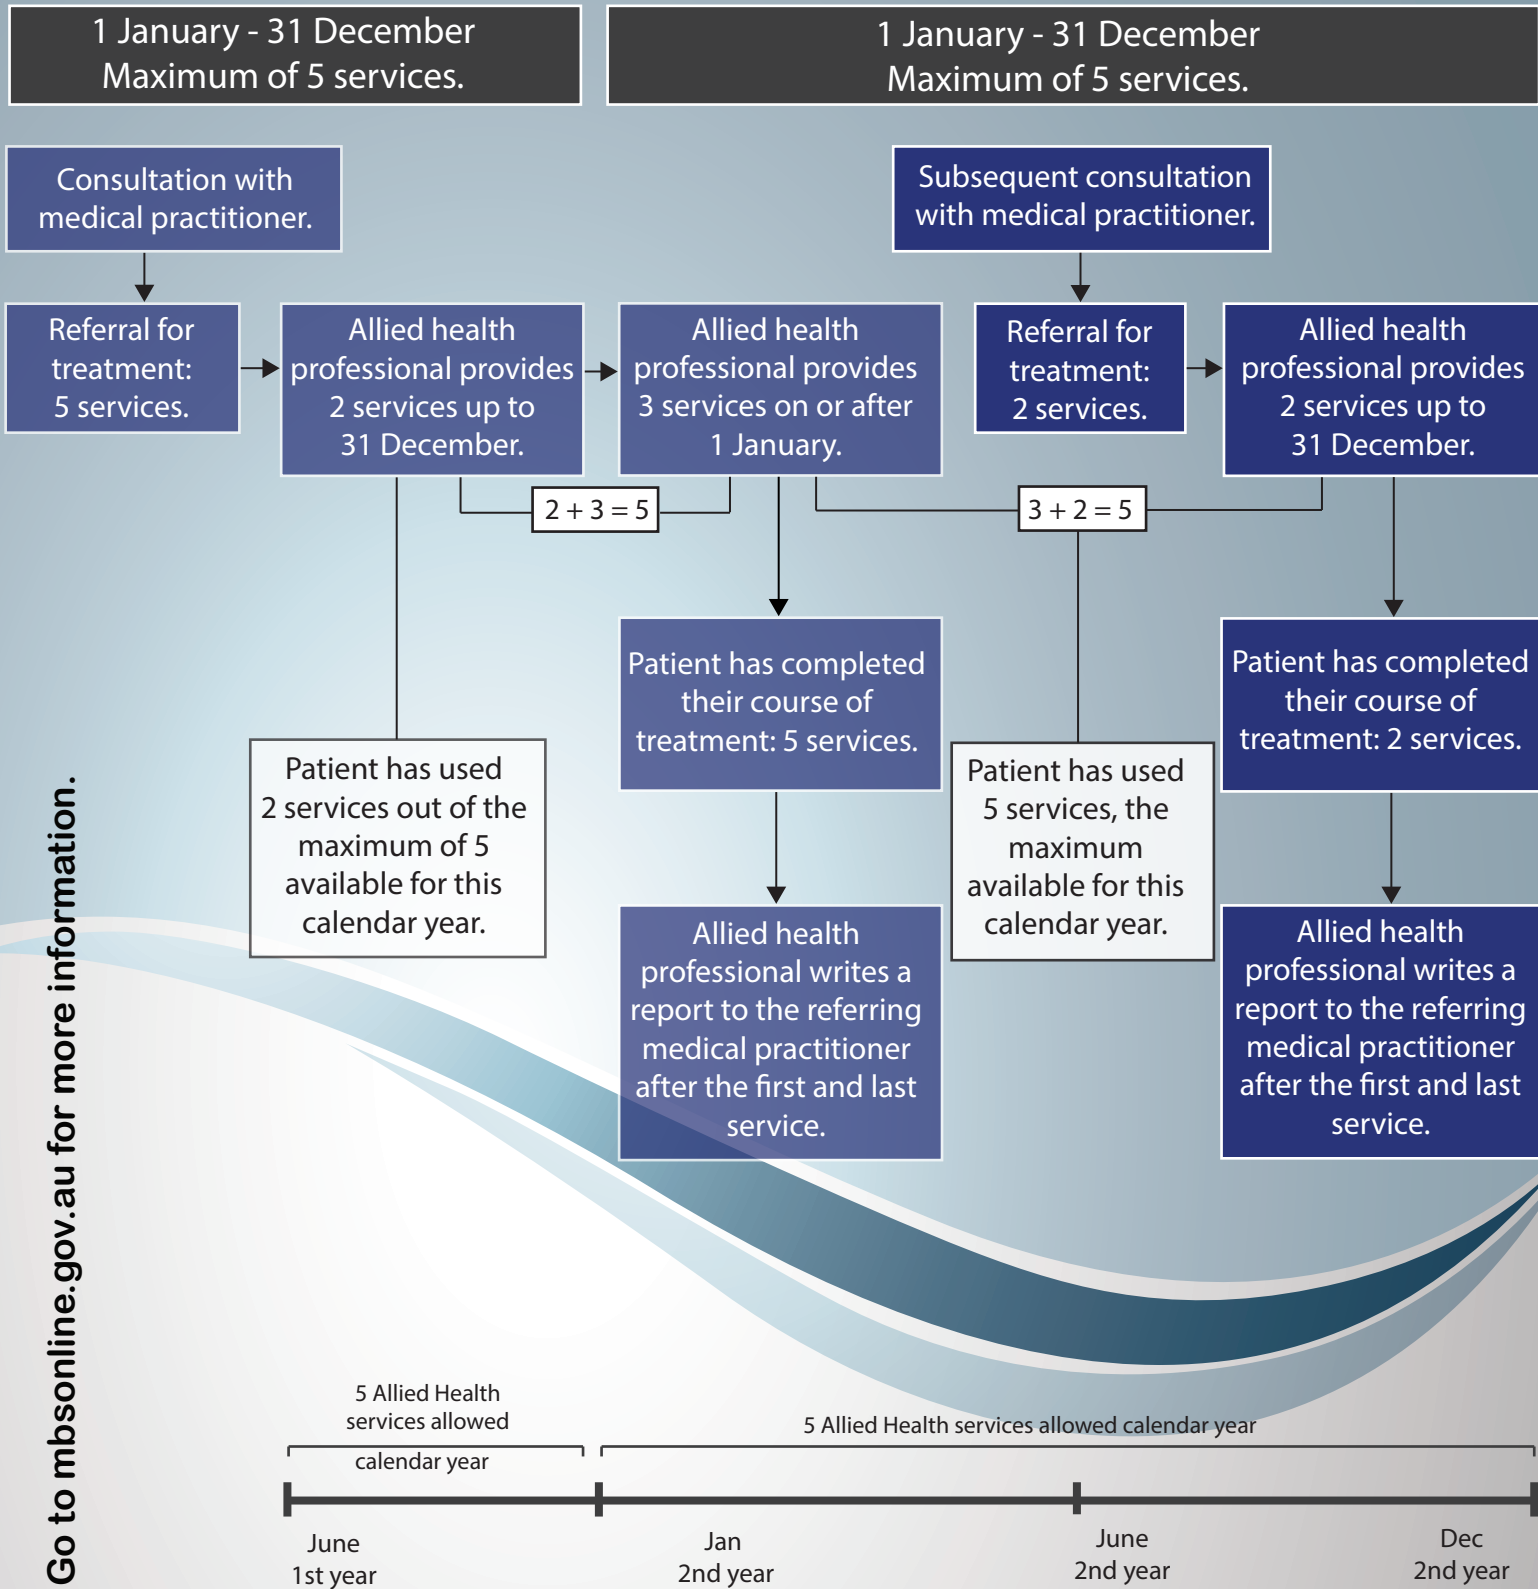 1 January - 31 December
Maximum of 5 services.
1 January - 31 December
Maximum of 5 services.
Consultation with
medical practitioner.
Subsequent consultation
with medical practitioner.
Referral for
treatment:
5 services.
Allied health
professional provides
2 services up to
31 December.
Allied health
professional provides
3 services on or after
1 January.
Referral for
treatment:
2 services.
Allied health
professional provides
2 services up to
31 December.
2 + 3 = 5
3 + 2 = 5
Patient has completed
their course of
treatment: 5 services.
Patient has completed
their course of
treatment: 2 services.
Patient has used
2 services out of the
maximum of 5
available for this
calendar year.
Patient has used
5 services, the
maximum
available for this
calendar year.
Allied health
professional writes a
report to the referring
medical practitioner
after the first and last
service.
Allied health
professional writes a
report to the referring
medical practitioner
after the first and last
service.
Go to mbsonline.gov.au for more information.
5 Allied Health
services allowed
calendar year
5 Allied Health services allowed calendar year
June
1st year
Jan
2nd year
June
2nd year
Dec
2nd year